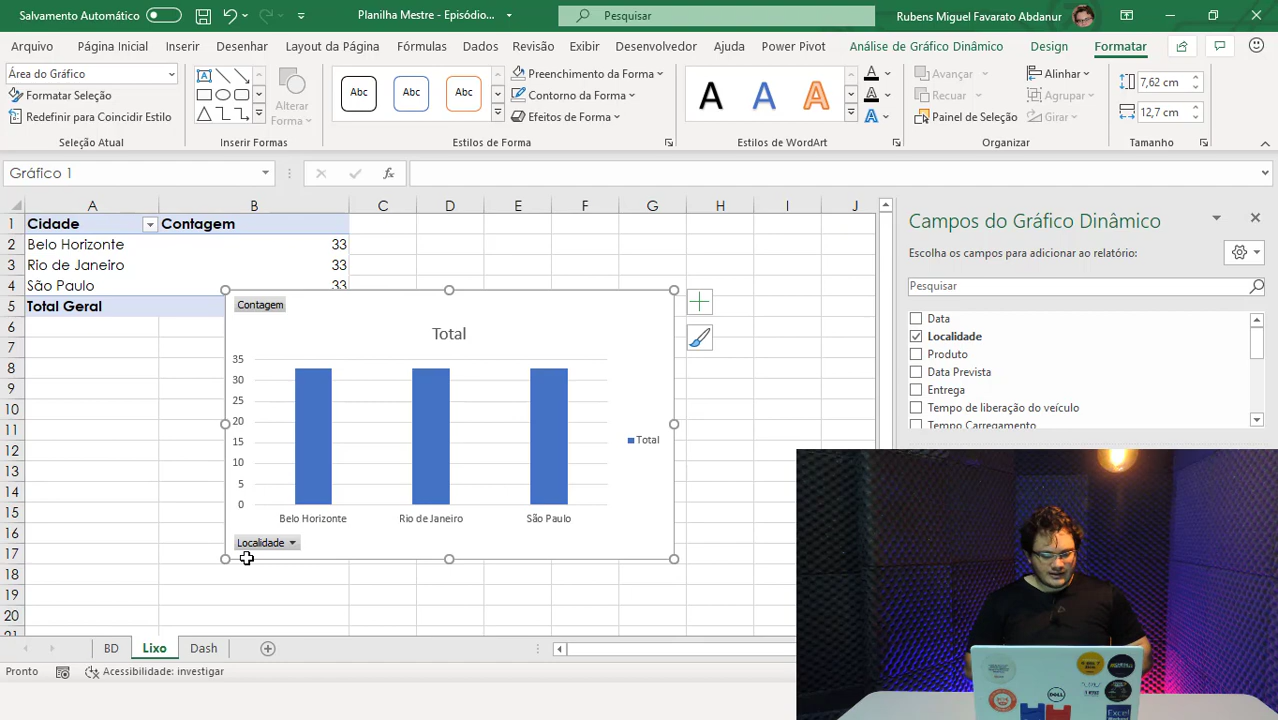 Salvamento Automático
Planilha Mestre - Episódio...
Pesquisar
Rubens Miguel Favarato Abdanur
Arquivo Página Inicial Inserir Desenhar Layout da Página Fórmulas Dados Revisão Exibir Desenvolvedor Ajuda Power Pivot Análise de Gráfico Dinâmico Design Formatar
Área do Gráfico
Formatar Seleção
Redefinir para Coincidir Estilo
Seleção Atual
Alterar
Forma
Inserir Formas
Abc Abc Abc
Preenchimento da Forma
Contorno da Forma
Efeitos de Forma
Estilos de Forma
A A A
Estilos de WordArt
Avançar
Recuar
Painel de Seleção
Alinhar
Agrupar
Girar
Organizar
7,62 cm
12,7 cm
Tamanho
Gráfico 1
fx
A B C D E F G H I J
1 Cidade Contagem
2 Belo Horizonte 33
3 Rio de Janeiro 33
4 São Paulo 33
5 Total Geral
6
7
8
9
10
11
12
13
14
15
16
17
18
19
20
21
Contagem
Total
35
30
25
20
15
10
5
0
Belo Horizonte Rio de Janeiro São Paulo
Total
Localidade
Campos do Gráfico Dinâmico
Escolha os campos para adicionar ao relatório:
Pesquisar
Data
Localidade
Produto
Data Prevista
Entrega
Tempo de liberação do veículo
Tempo Carregamento
BD Lixo Dash
Pronto
Acessibilidade: investigar
DELL
Excel